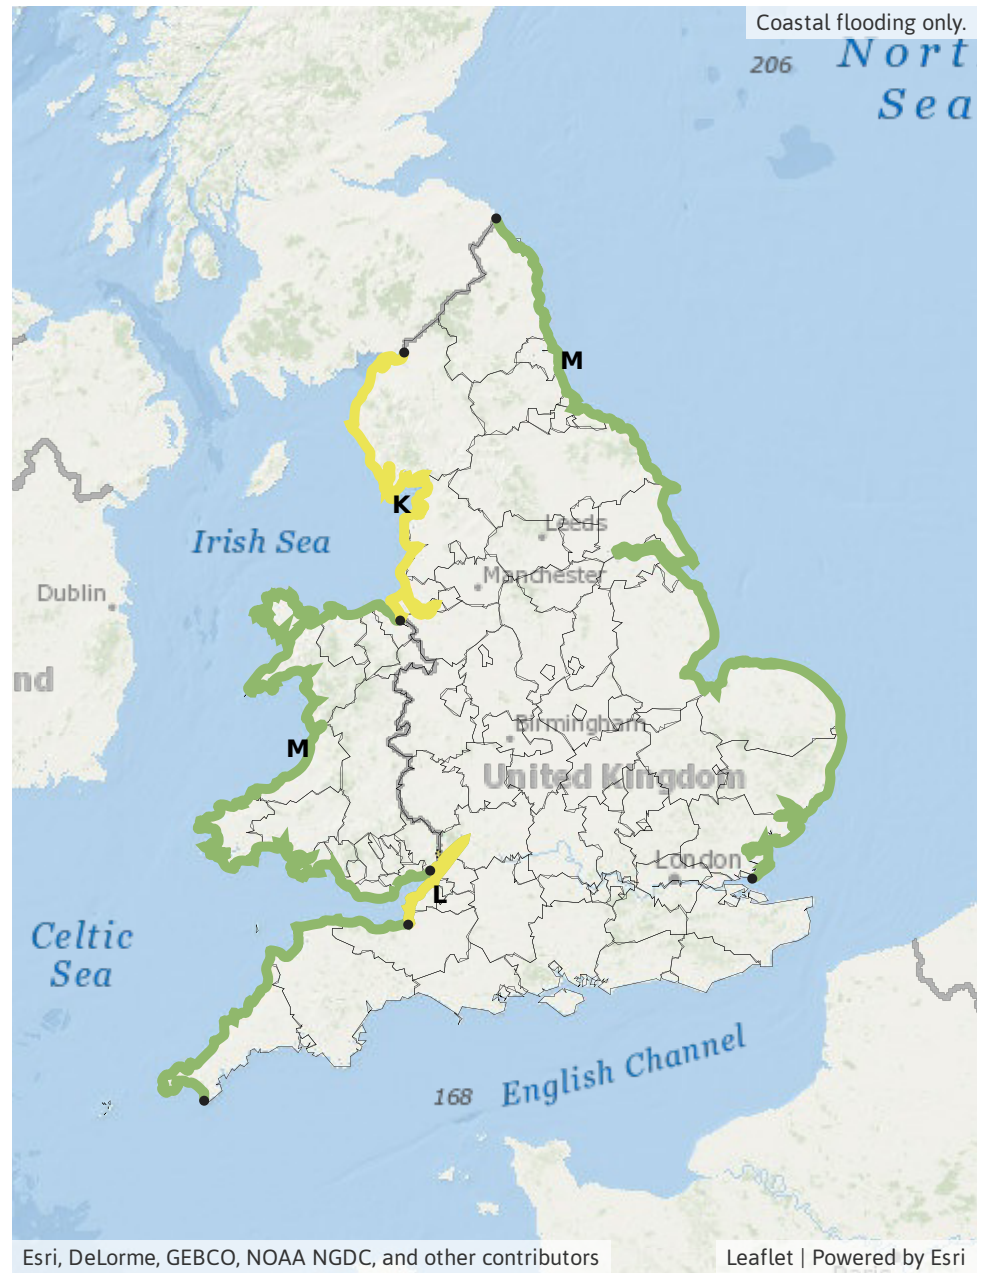 Coastal flooding only.
206
Nort
Sea
M
K
Leeds
Irish Sea
Manchester
Dublin
nd
Birmingham
M
United Kingdom
London
L
Celtic
Sea
English Channel
168
Esri, DeLorme, GEBCO, NOAA NGDC, and other contributors
Leaflet | Powered by Esri